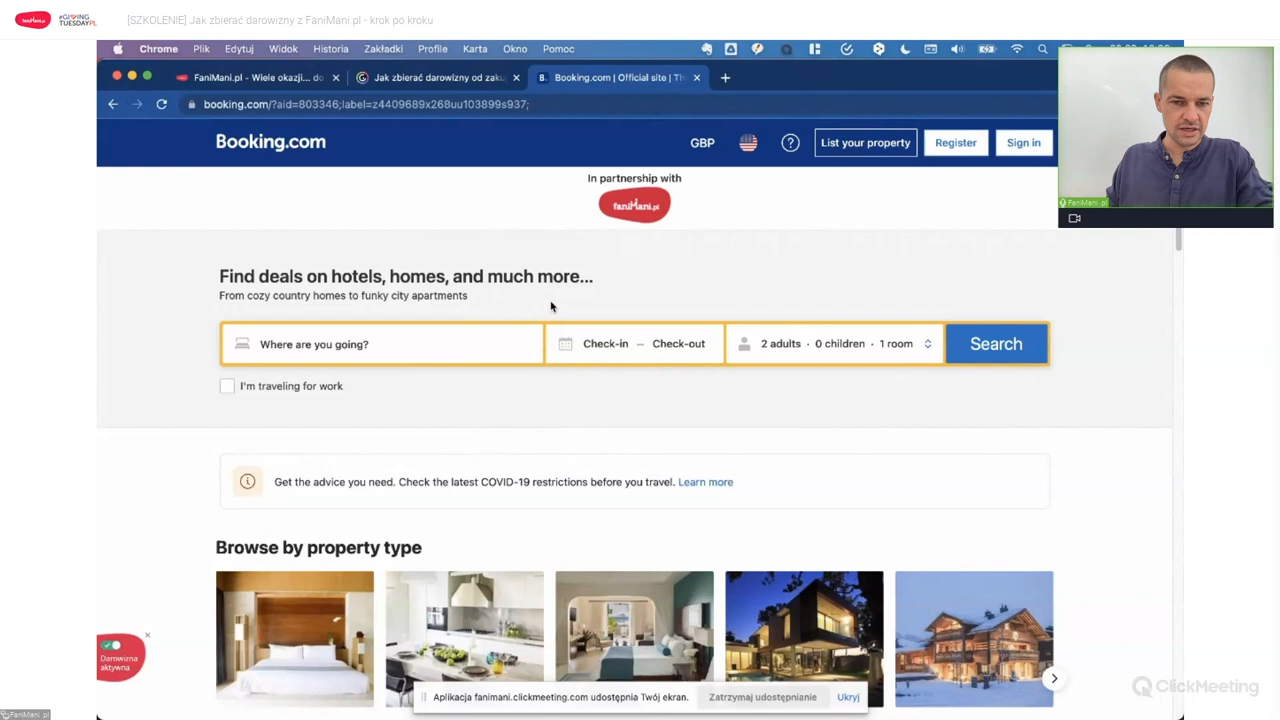 faniMani.pl
#GIVING
TUESDAYPL
[SZKOLENIE] Jak zbierać darowizny z FaniMani pl - krok po kroku
Chrome Plik Edytuj Widok Historia Zakładki Profile Karta Okno Pomoc
FaniMani.pl - Wiele okazji... do
Jak zbierać darowizny od zaku
B. Booking.com | Official site | Th
booking.com/?aid=803346;label=z4409689x268uu103899s937;
Booking.com
GBP
List your property
Register
Sign in
FaniMani .pl
In partnership with
faniMani.pl
Find deals on hotels, homes, and much more...
From cozy country homes to funky city apartments
Where are you going?
Check-in — Check-out
2 adults · 0 children · 1 room
Search
I'm traveling for work
Get the advice you need. Check the latest COVID-19 restrictions before you travel. Learn more
Browse by property type
Darowizna
aktywna
Aplikacja fanimani.clickmeeting.com udostępnia Twój ekran.
Zatrzymaj udostępnianie
Ukryj
ClickMeeting
FaniMani .pl